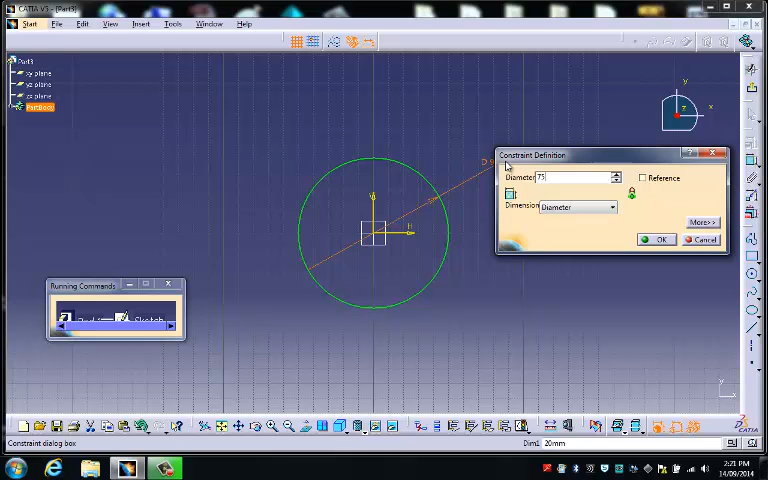 CATIA V5 - [Part3]
Start File Edit View Insert Tools Window Help
Part3
xy plane
yz plane
zx plane
PartBody
y
x
z
D 9
V
H
Constraint Definition
Diameter 75
Reference
Dimension Diameter
More>>
OK Cancel
Running Commands
Sketch
y
x
Constraint dialog box
Dim1 20mm
CATIA
2:21 PM
14/09/2014